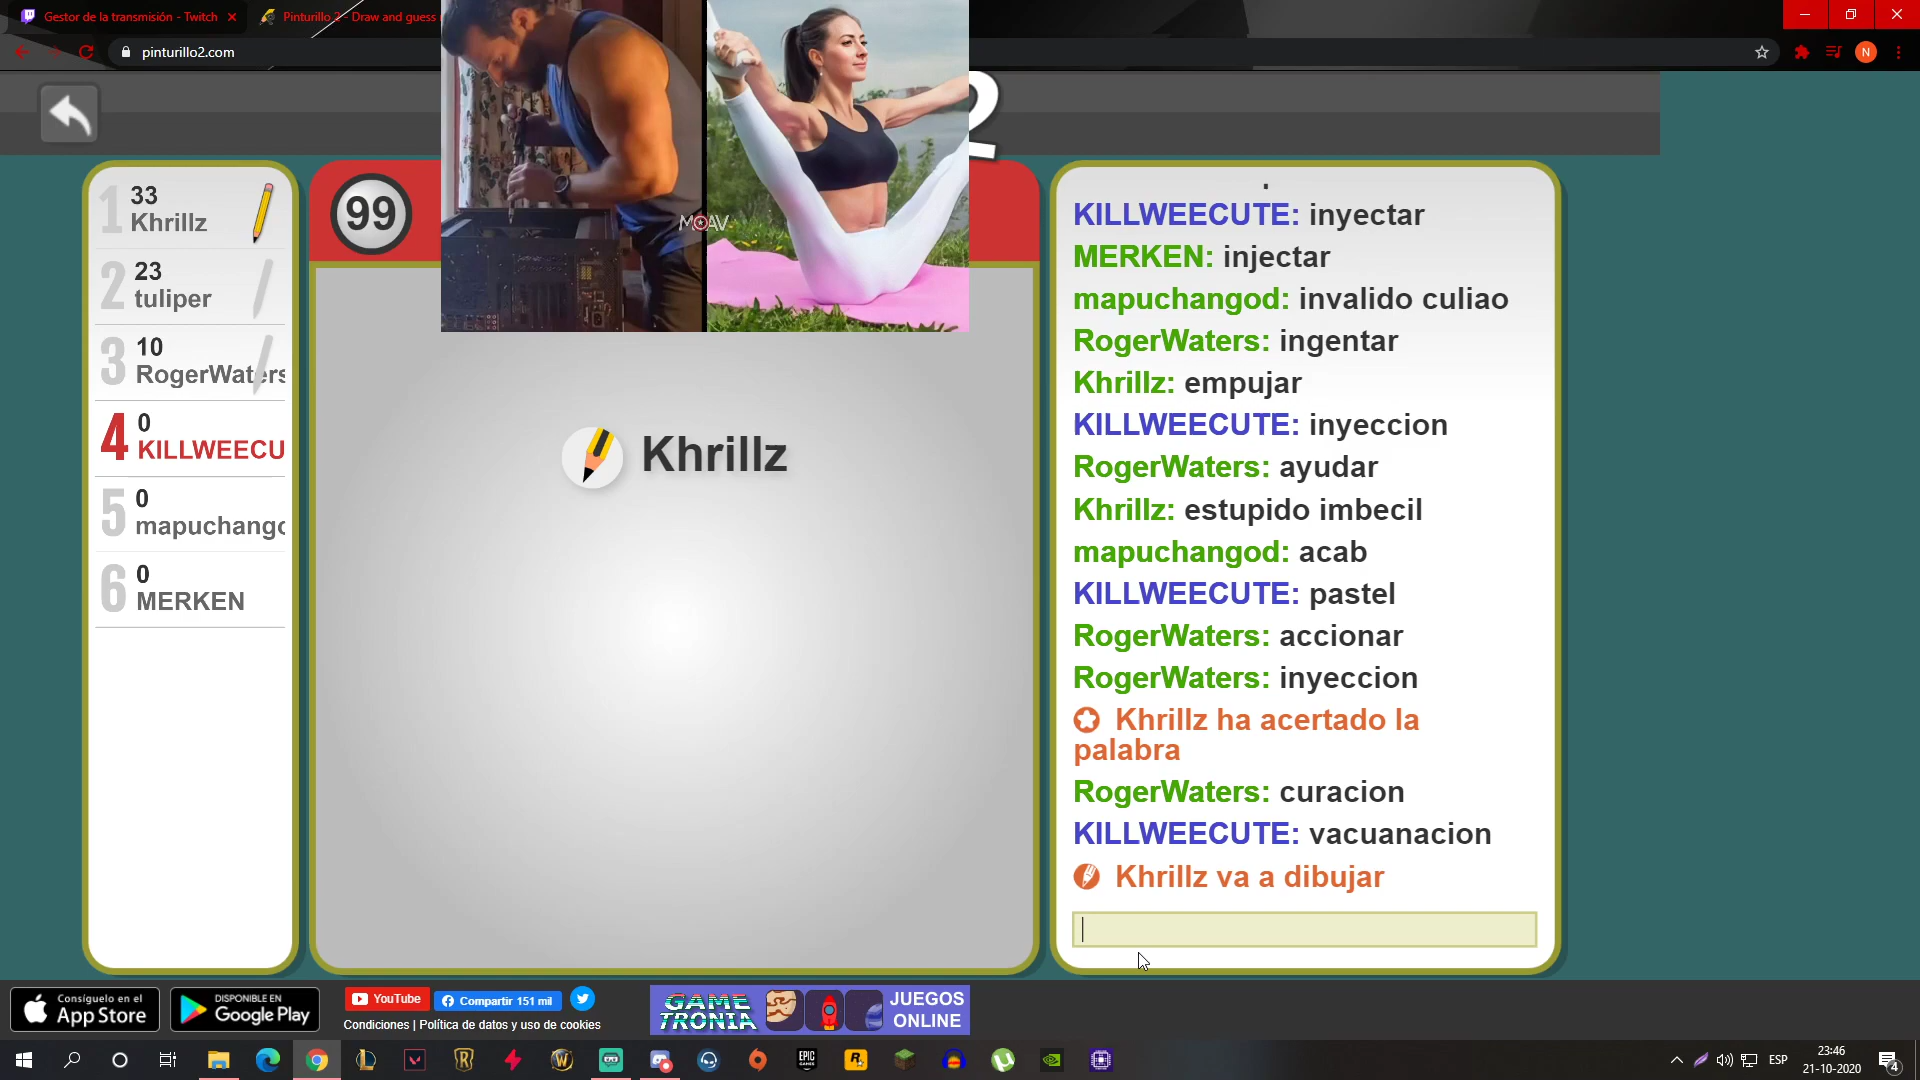 Gestor de la transmisión - Twitch
Pinturillo 2 - Draw and guess
pinturillo2.com
N
2
MOAV
1 33 Khrillz
2 23 tuliper
3 10 RogerWaters
4 0 KILLWEECU
5 0 mapuchango
6 0 MERKEN
99
Khrillz
KILLWEECUTE: inyectar
MERKEN: injectar
mapuchangod: invalido culiao
RogerWaters: ingentar
Khrillz: empujar
KILLWEECUTE: inyeccion
RogerWaters: ayudar
Khrillz: estupido imbecil
mapuchangod: acab
KILLWEECUTE: pastel
RogerWaters: accionar
RogerWaters: inyeccion
Khrillz ha acertado la
palabra
RogerWaters: curacion
KILLWEECUTE: vacuanacion
Khrillz va a dibujar
Consíguelo en el
App Store
DISPONIBLE EN
Google Play
YouTube
Compartir 151 mil
Condiciones | Política de datos y uso de cookies
GAME
TRONIA
JUEGOS
ONLINE
EPIC
GAMES
ESP
23:46
21-10-2020
4